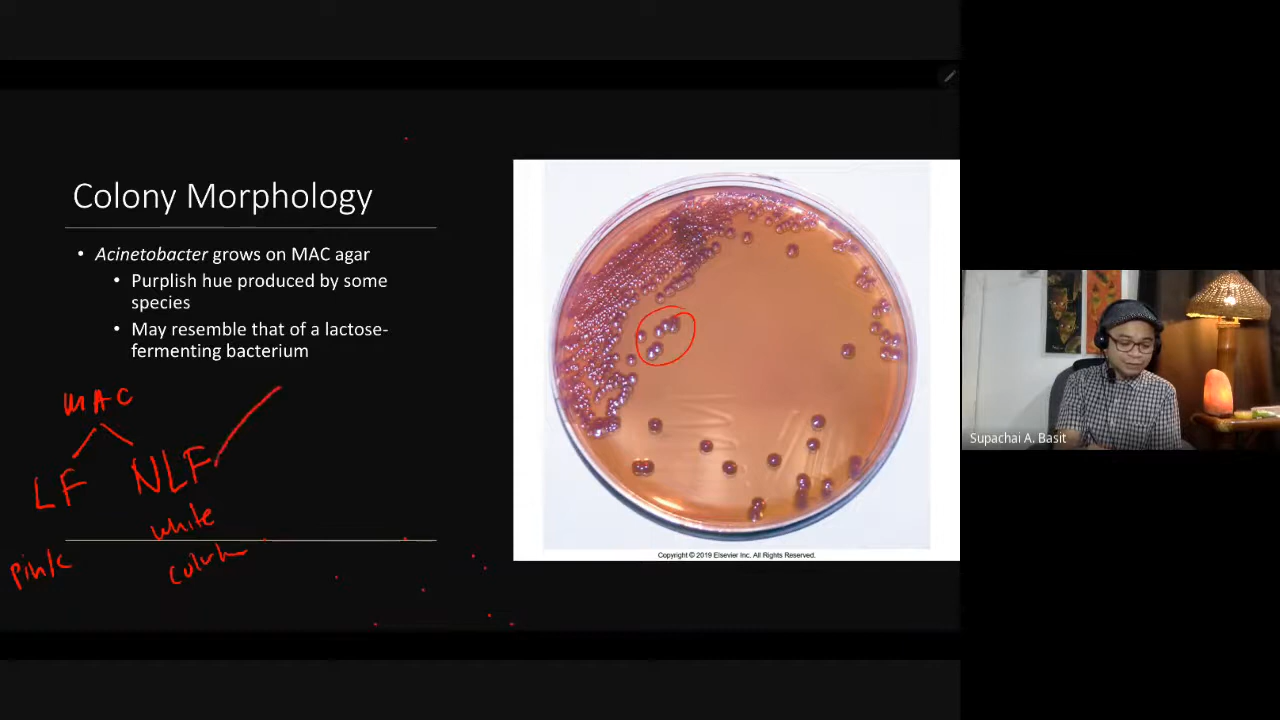 Colony Morphology
• Acinetobacter grows on MAC agar
• Purplish hue produced by some
species
• May resemble that of a lactose-
fermenting bacterium
MAC
LF NLF
white
pink
Copyright © 2019 Elsevier Inc. All Rights Reserved.
Supachai A. Basit